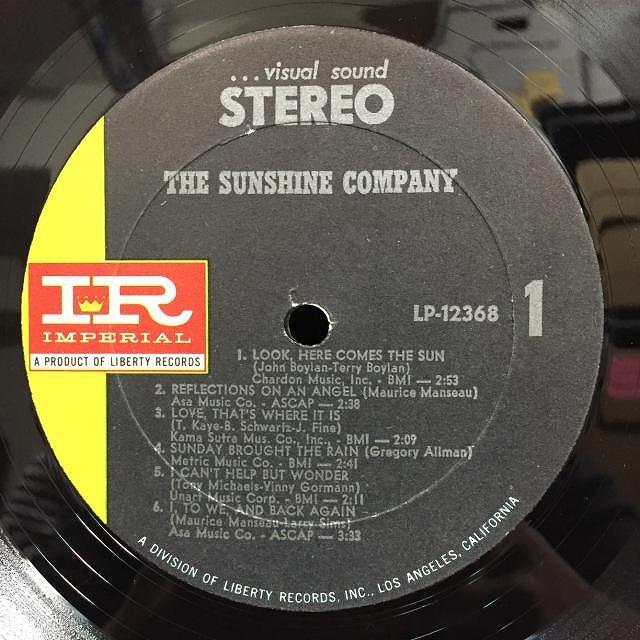 ...visual sound
STEREO
THE SUNSHINE COMPANY
IR
IMPERIAL
A PRODUCT OF LIBERTY RECORDS
LP-12368
1
1. LOOK, HERE COMES THE SUN
(John Boylan-Terry Boylan)
Chardon Music, Inc. - BMI — 2:53
2. REFLECTIONS ON AN ANGEL (Maurice Manseau)
Asa Music Co. - ASCAP — 2:38
3. LOVE, THAT'S WHERE IT IS
(T. Kaye-B. Schwartz-J. Fine)
Kama Sutra Mus. Co., Inc., - BMI — 2:09
4. SUNDAY BROUGHT THE RAIN (Gregory Allman)
Metric Music Co. - BMI — 2:41
5. I CAN'T HELP BUT WONDER
(Tony Michaels-Vinny Gormann)
Unart Music Corp. - BMI — 2:11
6. I, TO WE, AND BACK AGAIN
(Maurice Manseau-Larry Sims)
Asa Music Co. - ASCAP — 3:33
A DIVISION OF LIBERTY RECORDS, INC., LOS ANGELES, CALIFORNIA